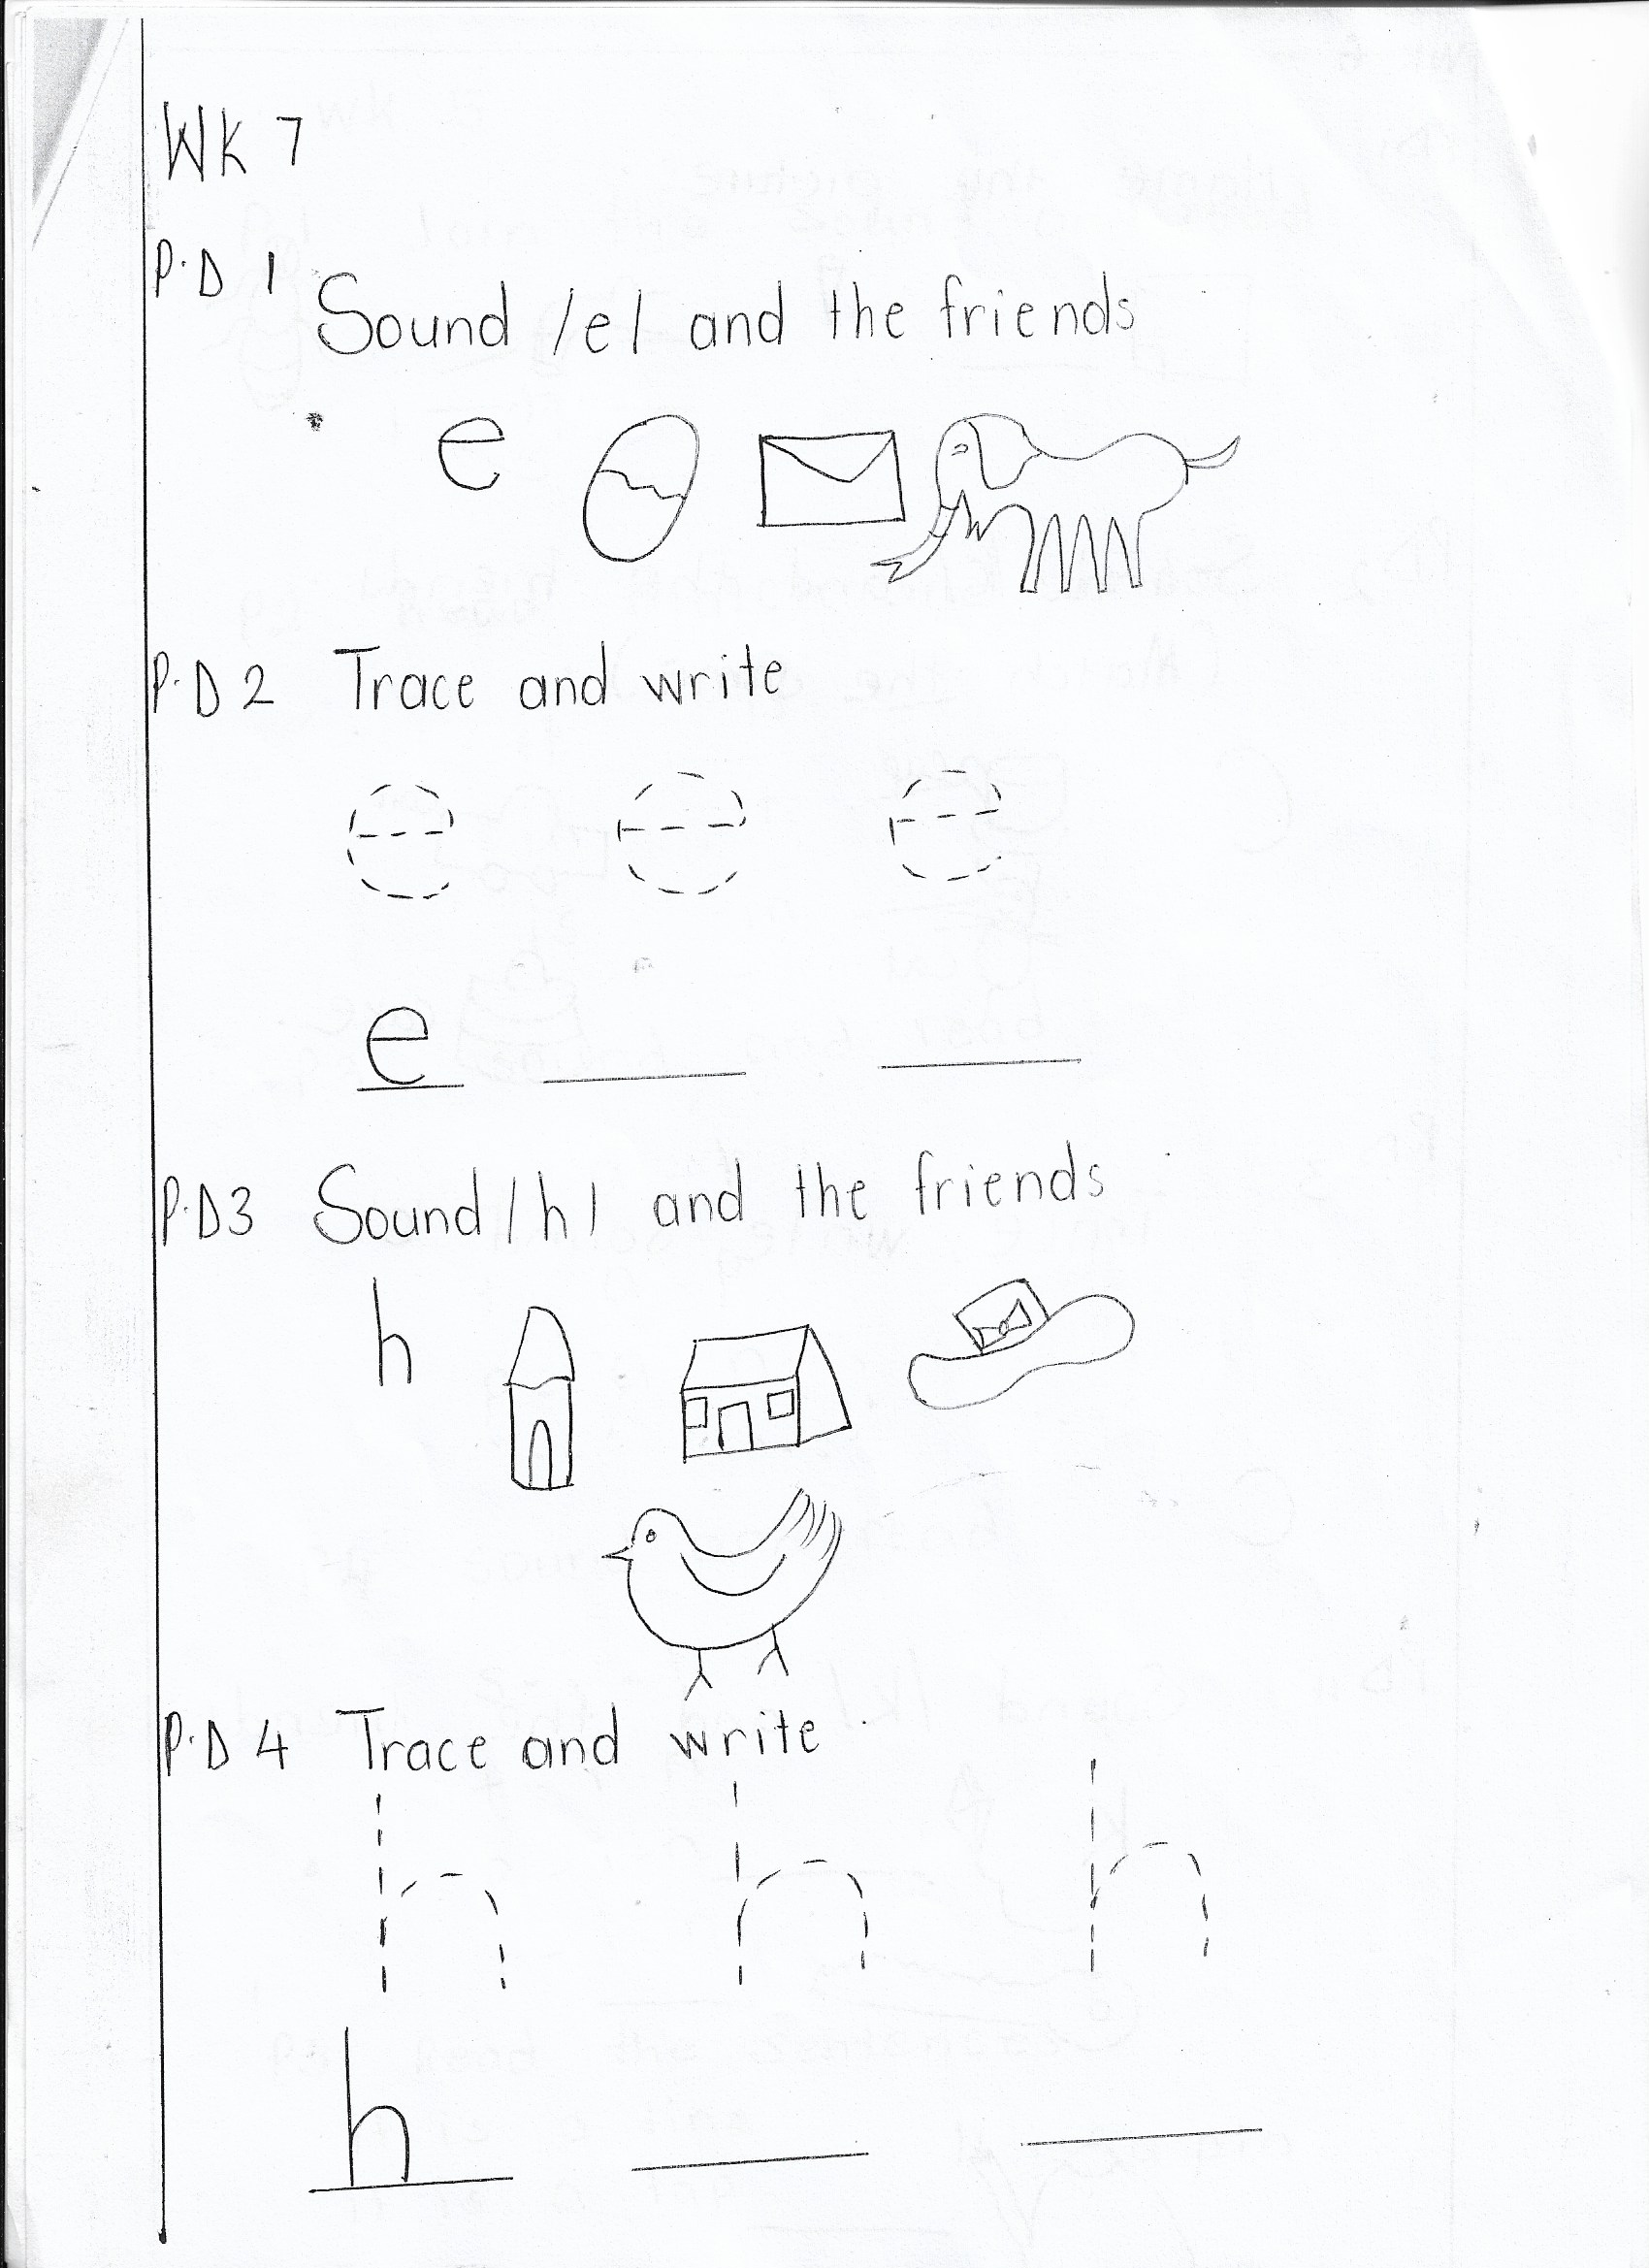 WK 7
P.D 1
Sound /e/ and the friends
e
P.D 2 Trace and write
e e e
e
P.D 3 Sound /h/ and the friends
h
P.D 4 Trace and write
h h h
h